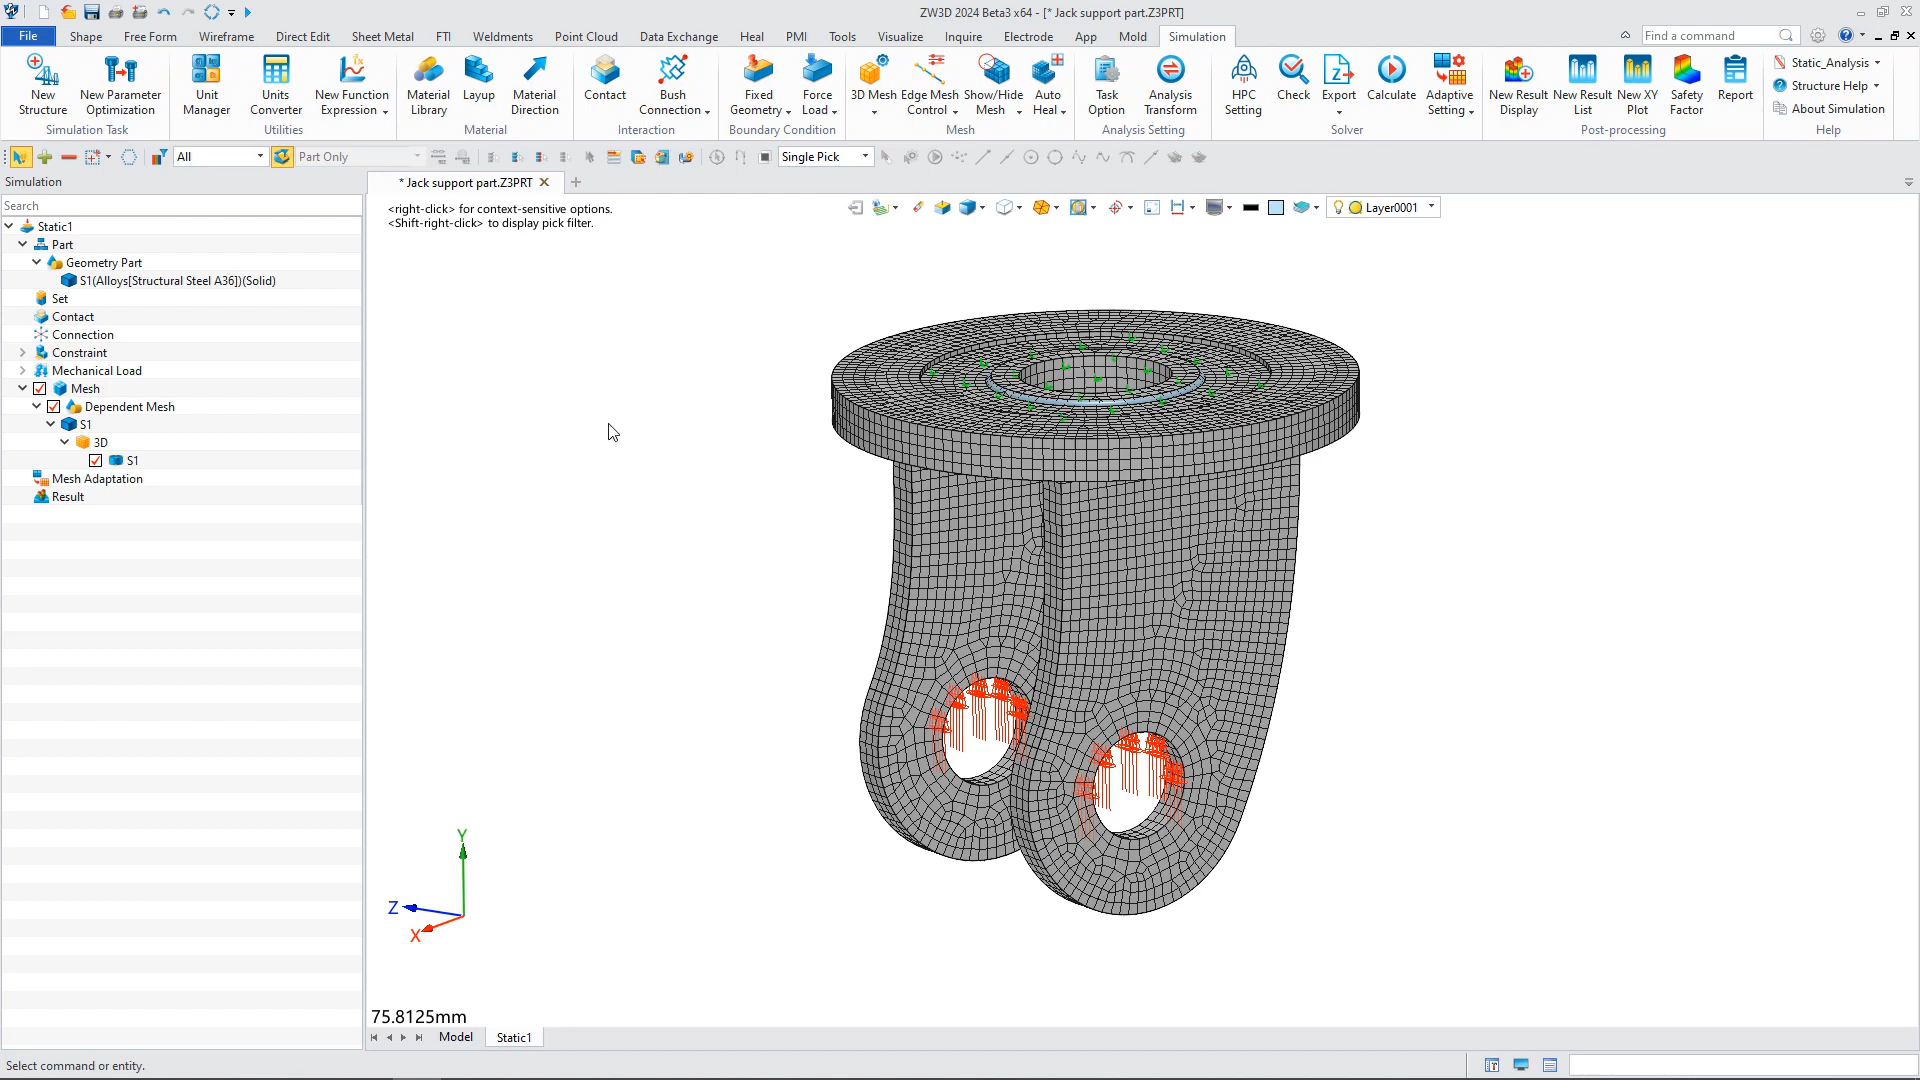 ZW3D 2024 Beta3 x64 - [* Jack support part.Z3PRT]
File Shape Free Form Wireframe Direct Edit Sheet Metal FTI Weldments Point Cloud Data Exchange Heal PMI Tools Visualize Inquire Electrode App Mold Simulation Find a command
New Structure
New Parameter Optimization
Simulation Task
Unit Manager
Units Converter
New Function Expression
Utilities
Material Library
Layup
Material Direction
Material
Contact
Bush Connection
Interaction
Fixed Geometry
Force Load
Boundary Condition
3D Mesh
Edge Mesh Control
Show/Hide Mesh
Auto Heal
Mesh
Task Option
Analysis Transform
Analysis Setting
HPC Setting
Check
Export
Calculate
Adaptive Setting
Solver
New Result Display
New Result List
New XY Plot
Safety Factor
Report
Post-processing
Static_Analysis
Structure Help
About Simulation
Help
All Part Only Single Pick
Simulation
* Jack support part.Z3PRT
Search
<right-click> for context-sensitive options.
<Shift-right-click> to display pick filter.
Layer0001
Static1
Part
Geometry Part
S1(Alloys[Structural Steel A36])(Solid)
Set
Contact
Connection
Constraint
Mechanical Load
Mesh
Dependent Mesh
S1
3D
S1
Mesh Adaptation
Result
Y
Z
X
75.8125mm
Model Static1
Select command or entity.